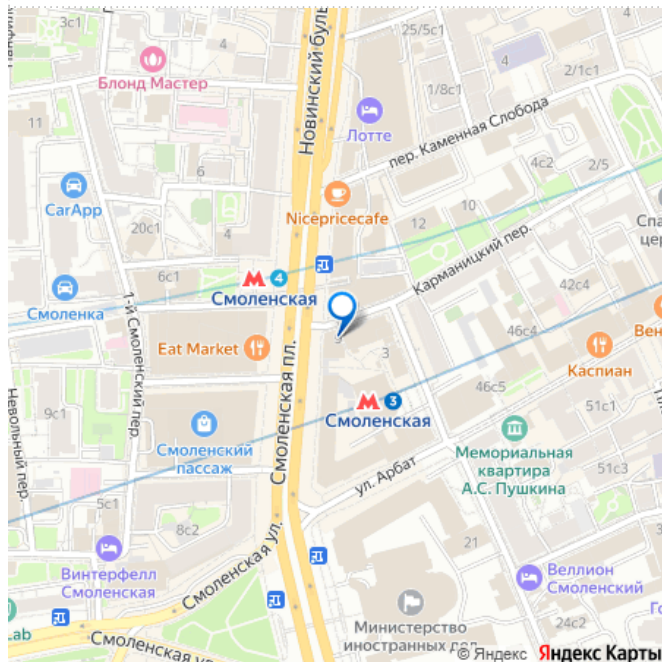 3с1
Новинский буль
25/5с1
Блонд Мастер
2/1с1
1/8с1
11
4
Лотте
пер. Каменная Слобода
6
4с2
2/5
CarApp
Nicepricecafe
10
12
20с1
Спа
цер
Карманицкий пер.
6с1
4
Смоленская
42с4
Смоленка
1-й Смоленский пер.
Eat Market
46с4
Вен
3
Каспиан
Смоленская пл.
46с5
3
Смоленская
51с1
9с1
Невольный пер.
Смоленский
пассаж
Мемориальная
квартира
А.С. Пушкина
51с3
ул. Арбат
5с1
8с2
21
Винтерфелл
Смоленская
Смоленская ул.
Веллион
Смоленский
Lab
24с2
Министерство
иностранных дел
Смоленская у
© Яндекс Яндекс Карты